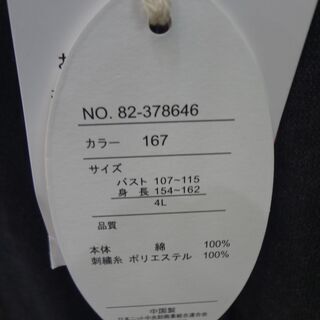 NO. 82-378646
カラー 167
サイズ
バスト 107~115
身長 154~162
4L
品質
本体 綿 100%
刺繍糸 ポリエステル 100%
中国製